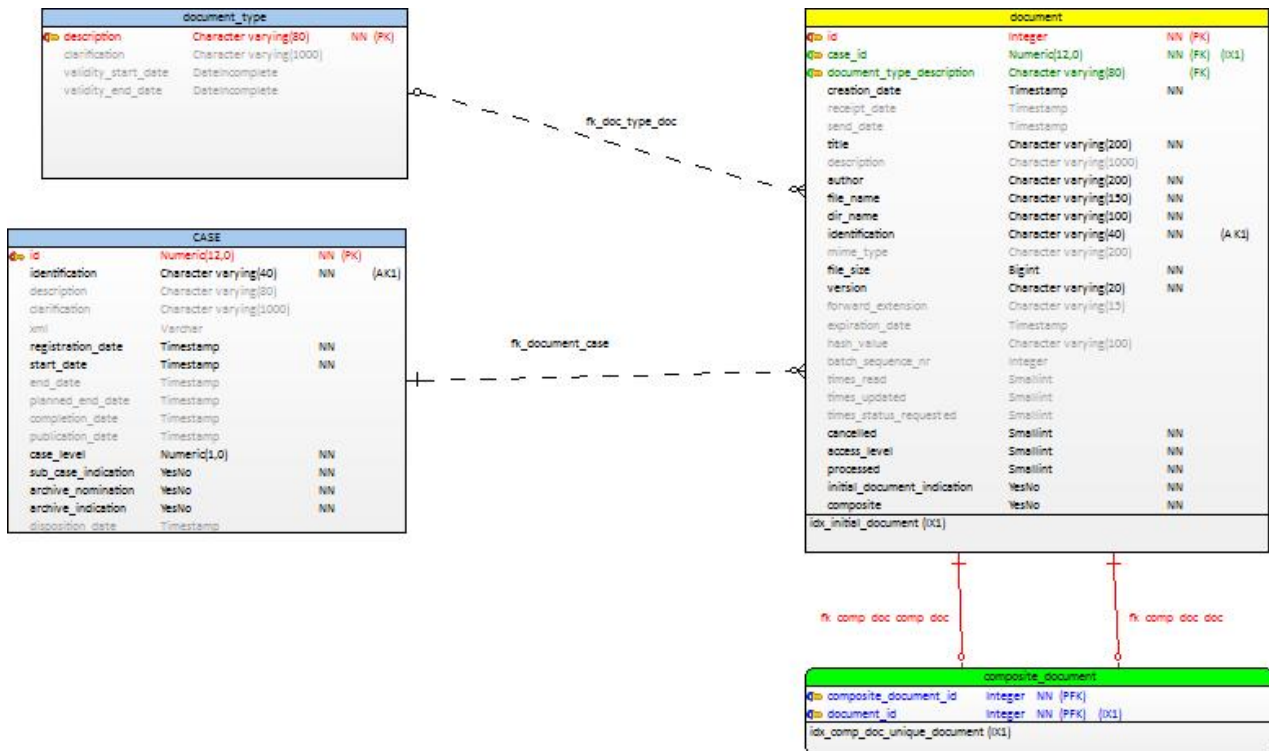 document_type
description Character varying(80) NN (PK)
clarification Character varying(1000)
validity_start_date DateIncomplete
validity_end_date DateIncomplete
fk_doc_type_doc
CASE
id Numeric(12,0) NN (PK)
identification Character varying(40) NN (AK1)
description Character varying(80)
clarification Character varying(1000)
xml Varchar
registration_date Timestamp NN
start_date Timestamp NN
end_date Timestamp
planned_end_date Timestamp
completion_date Timestamp
publication_date Timestamp
case_level Numeric(1,0) NN
sub_case_indication YesNo NN
archive_nomination YesNo NN
archive_indication YesNo NN
disposition_date Timestamp
fk_document_case
document
id Integer NN (PK)
case_id Numeric(12,0) NN (FK) (IX1)
document_type_description Character varying(80) (FK)
creation_date Timestamp NN
receipt_date Timestamp
send_date Timestamp
title Character varying(200) NN
description Character varying(1000)
author Character varying(200) NN
file_name Character varying(150) NN
dir_name Character varying(100) NN
identification Character varying(40) NN (AK1)
mime_type Character varying(200)
file_size Bigint NN
version Character varying(20) NN
forward_extension Character varying(15)
expiration_date Timestamp
hash_value Character varying(100)
batch_sequence_nr Integer
times_read Smallint
times_updated Smallint
times_status_requested Smallint
cancelled Smallint NN
access_level Smallint NN
processed Smallint NN
initial_document_indication YesNo NN
composite YesNo NN
idx_initial_document (IX1)
fk comp doc comp doc
fk comp doc doc
composite_document
composite_document_id Integer NN (PFK)
document_id Integer NN (PFK) (IX1)
idx_comp_doc_unique_document (IX1)